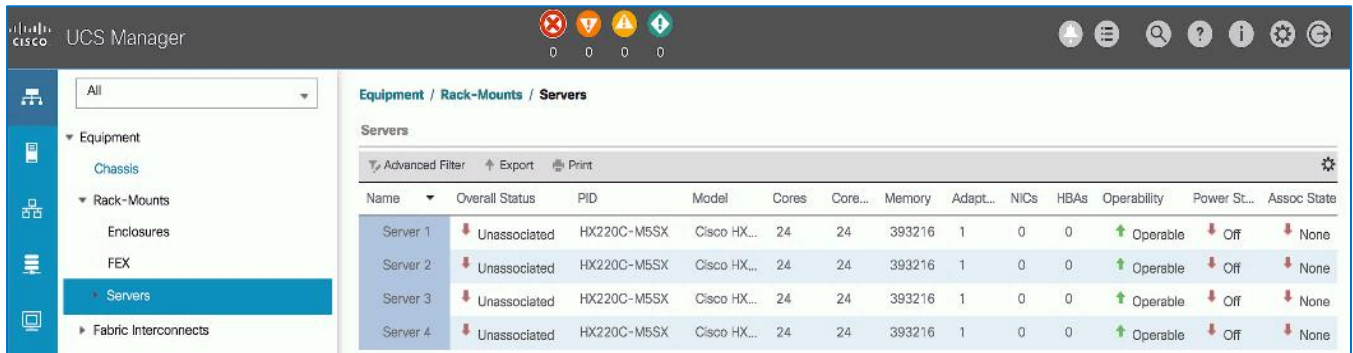 cisco UCS Manager
0 0 0 0
All
Equipment
Chassis
Rack-Mounts
Enclosures
FEX
Servers
Fabric Interconnects
Equipment / Rack-Mounts / Servers
Servers
Advanced Filter Export Print
Name Overall Status PID Model Cores Core... Memory Adapt... NICs HBAs Operability Power St... Assoc State
Server 1 Unassociated HX220C-M5SX Cisco HX... 24 24 393216 1 0 0 Operable Off None
Server 2 Unassociated HX220C-M5SX Cisco HX... 24 24 393216 1 0 0 Operable Off None
Server 3 Unassociated HX220C-M5SX Cisco HX... 24 24 393216 1 0 0 Operable Off None
Server 4 Unassociated HX220C-M5SX Cisco HX... 24 24 393216 1 0 0 Operable Off None